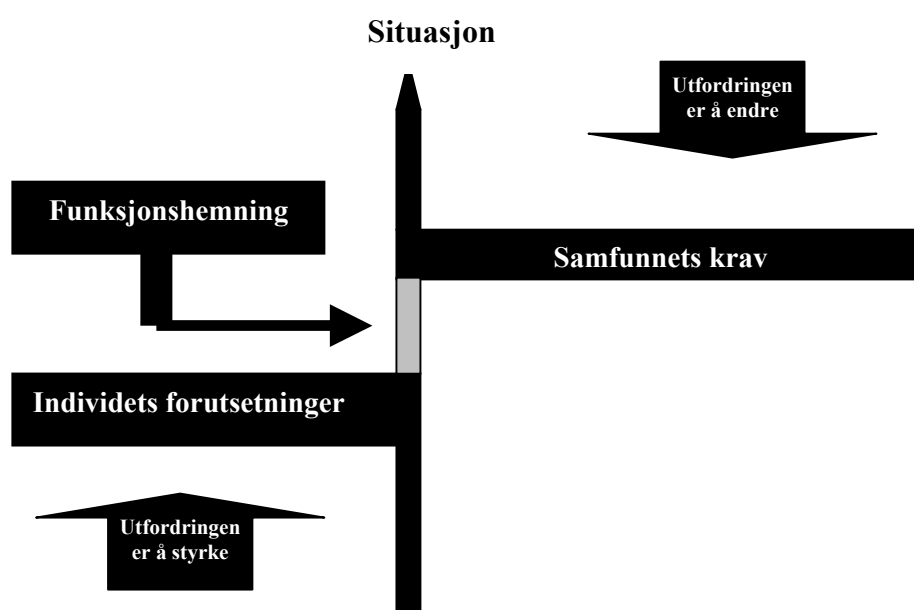 Situasjon
Utfordringen
er å endre
Funksjonshemning
Samfunnets krav
Individets forutsetninger
Utfordringen
er å styrke